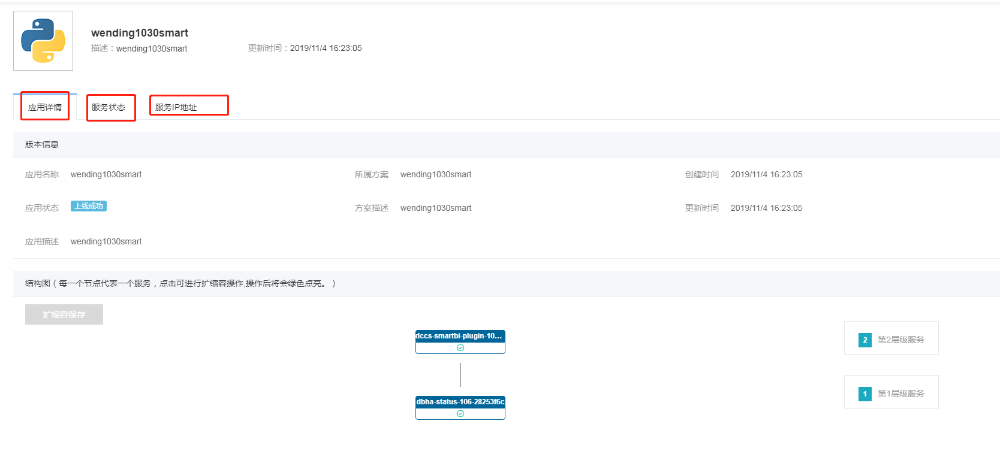 wending1030smart
描述：wending1030smart 更新时间：2019/11/4 16:23:05
应用详情 服务状态 服务IP地址
版本信息
应用名称 wending1030smart 所属方案 wending1030smart 创建时间 2019/11/4 16:23:05
应用状态 上线成功 方案描述 wending1030smart 更新时间 2019/11/4 16:23:05
应用描述 wending1030smart
结构图（每一个节点代表一个服务，点击可进行扩缩容操作,操作后将会绿色点亮。）
扩缩容保存
dccs-smartbi-plugin-10...
2 第2层级服务
1 第1层级服务
dbha-status-106-28253f6c